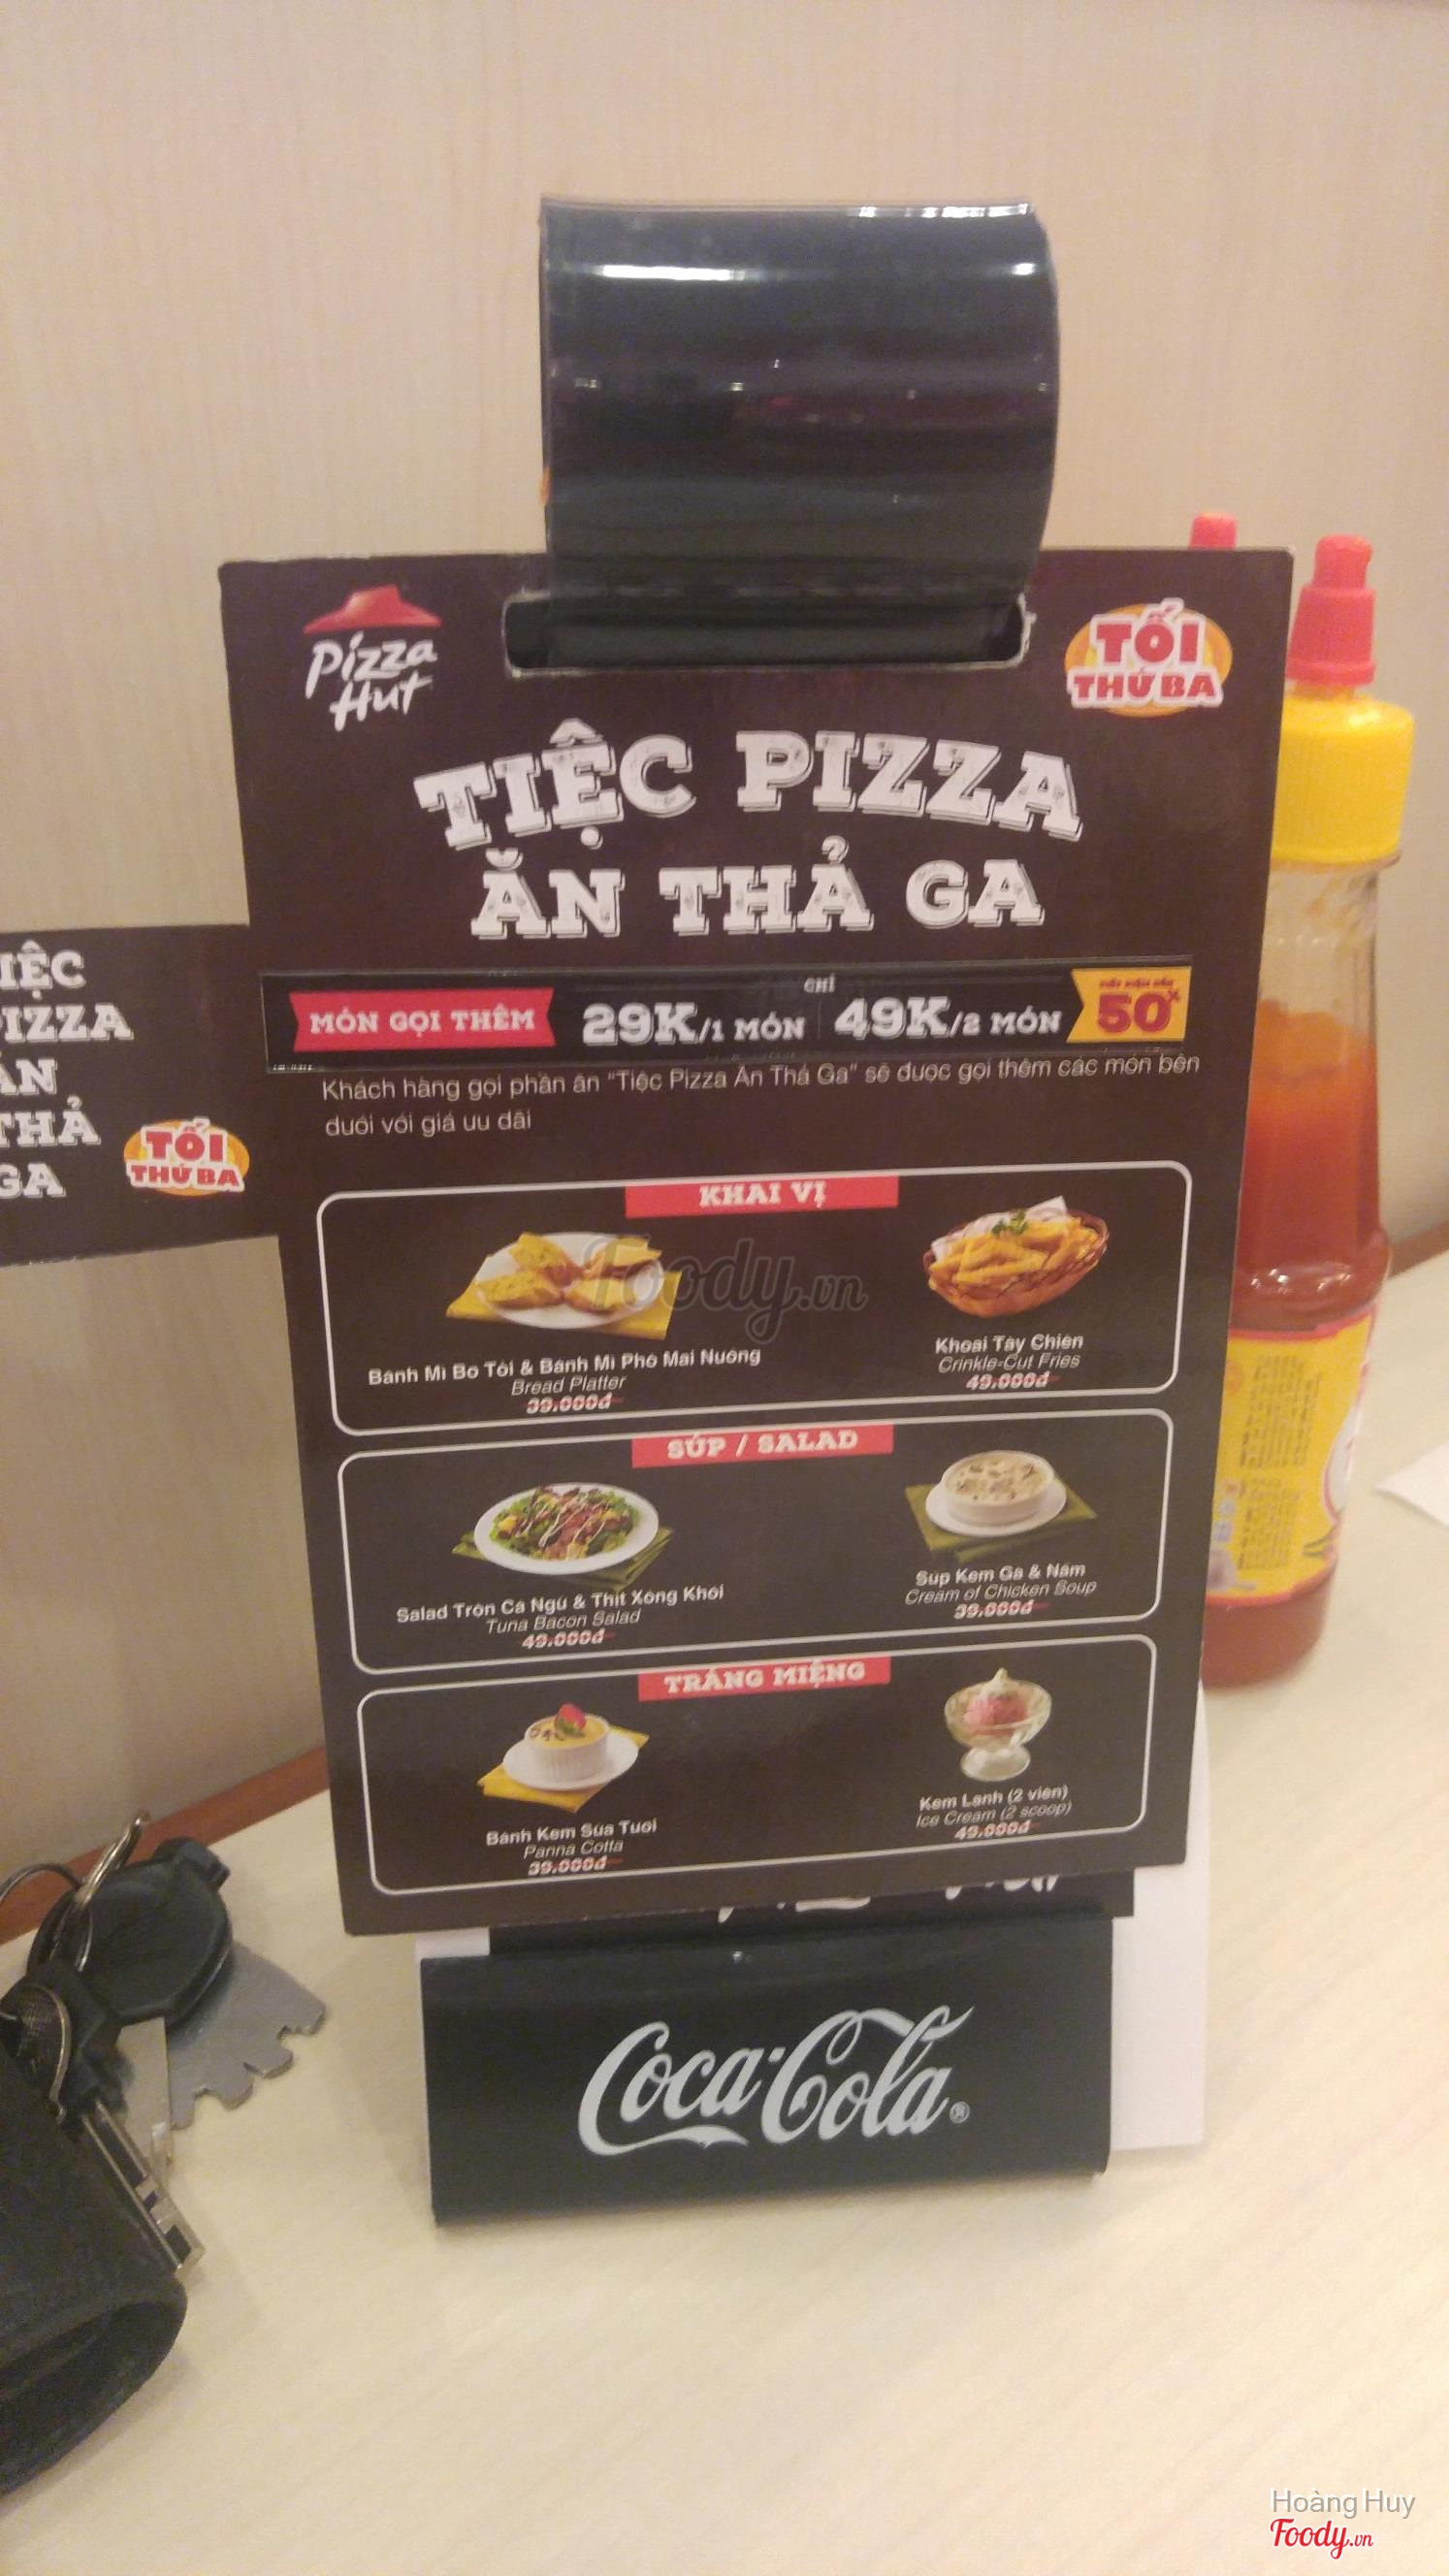 Pizza
Hut
TỐI
THỨ BA
TIỆC PIZZA
ĂN THẢ GA
MÓN GỌI THÊM
CHỈ
29K/1 MÓN
49K/2 MÓN
50%
Khách hàng gọi phần ăn "Tiệc Pizza Ăn Thả Ga" sẽ được gọi thêm các món bên
dưới với giá ưu đãi
KHAI VỊ
Bánh Mì Bơ Tỏi & Bánh Mì Phô Mai Nướng
Bread Platter
39.000đ
Khoai Tây Chiên
Crinkle-Cut Fries
49.000đ
SÚP / SALAD
Salad Trộn Cá Ngừ & Thịt Xông Khói
Tuna Bacon Salad
49.000đ
Súp Kem Gà & Nấm
Cream of Chicken Soup
39.000đ
TRÁNG MIỆNG
Bánh Kem Sữa Tươi
Panna Cotta
39.000đ
Kem Lạnh (2 viên)
Ice Cream (2 scoop)
49.000đ
Coca-Cola
IỆC
PIZZA
ĂN
THẢ
GA
TỐI
THỨ BA
Foody.vn
Hoàng Huy
Foody.vn